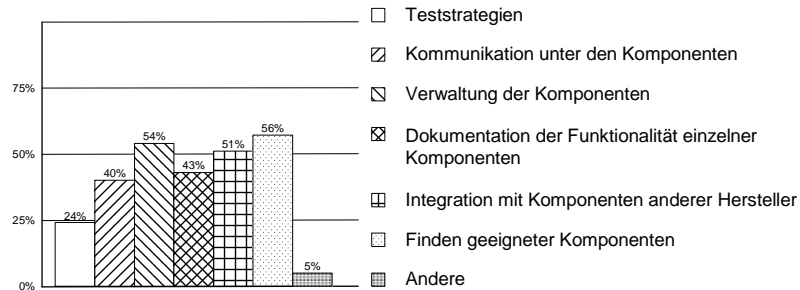 75%
50%
25%
0%
24%
40%
54%
43%
51%
56%
5%
Teststrategien
Kommunikation unter den Komponenten
Verwaltung der Komponenten
Dokumentation der Funktionalität einzelner
Komponenten
Integration mit Komponenten anderer Hersteller
Finden geeigneter Komponenten
Andere